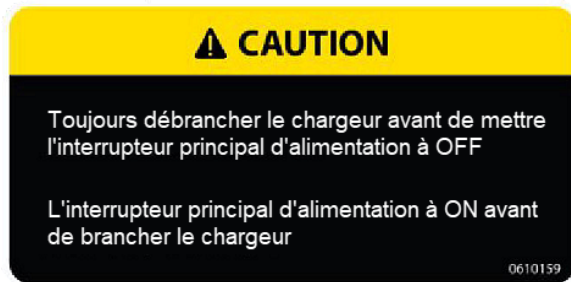 CAUTION
Toujours débrancher le chargeur avant de mettre
l'interrupteur principal d'alimentation à OFF
L'interrupteur principal d'alimentation à ON avant
de brancher le chargeur
0610159